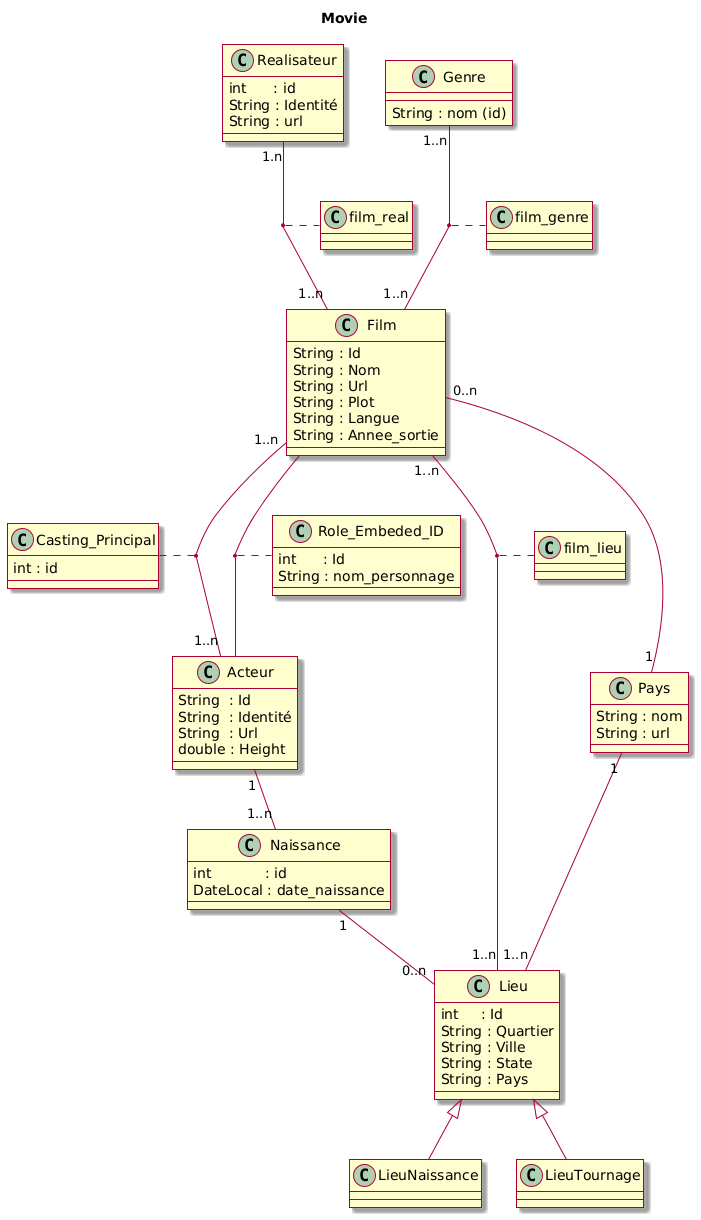 Movie
C Realisateur
int : id
String : Identité
String : url
C Genre
String : nom (id)
1.n
1..n
C film_real
C film_genre
1..n
1..n
C Film
String : Id
String : Nom
String : Url
String : Plot
String : Langue
String : Annee_sortie
0..n
1..n
1..n
C Casting_Principal
int : id
C Role_Embeded_ID
int : Id
String : nom_personnage
C film_lieu
1..n
1
C Acteur
String : Id
String : Identité
String : Url
double : Height
C Pays
String : nom
String : url
1
1
1..n
C Naissance
int : id
DateLocal : date_naissance
1
0..n
1..n
1..n
C Lieu
int : Id
String : Quartier
String : Ville
String : State
String : Pays
C LieuNaissance
C LieuTournage